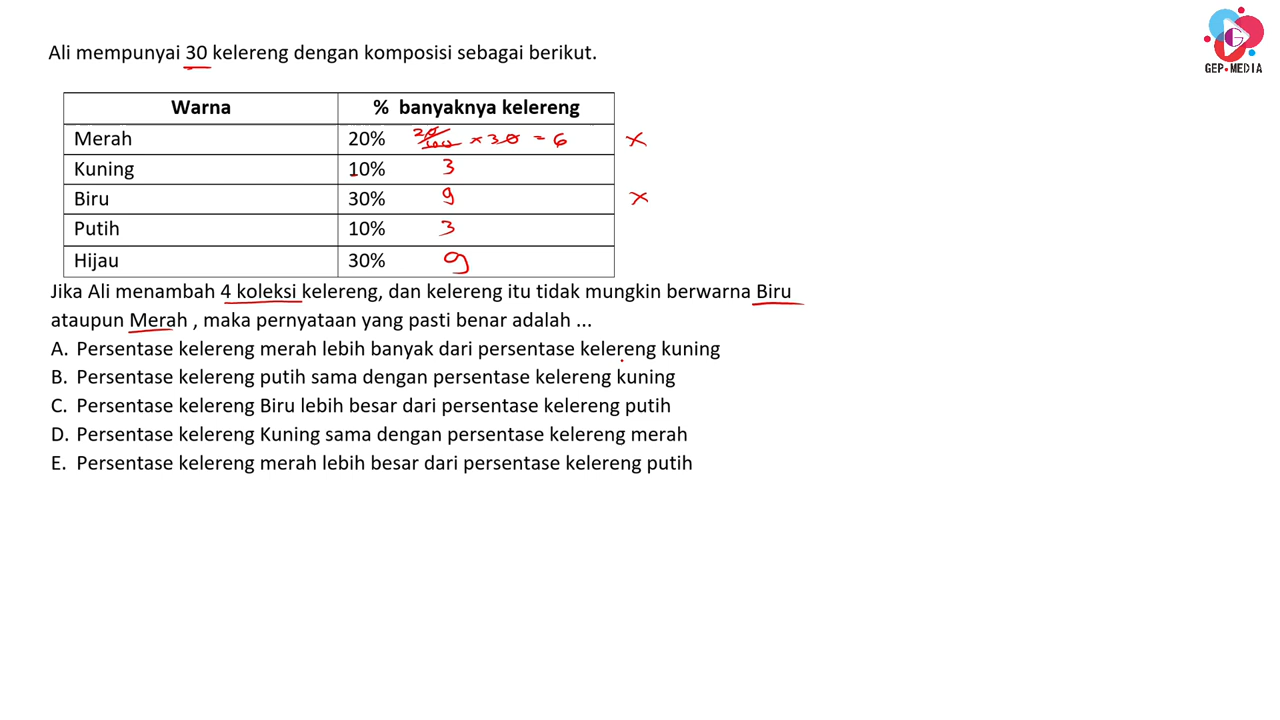 Ali mempunyai 30 kelereng dengan komposisi sebagai berikut.
GEP•MEDIA
Warna % banyaknya kelereng
Merah 20% 20/100 × 30 = 6 ×
Kuning 10% 3
Biru 30% 9 ×
Putih 10% 3
Hijau 30% 9
Jika Ali menambah 4 koleksi kelereng, dan kelereng itu tidak mungkin berwarna Biru
ataupun Merah , maka pernyataan yang pasti benar adalah ...
A. Persentase kelereng merah lebih banyak dari persentase kelereng kuning
B. Persentase kelereng putih sama dengan persentase kelereng kuning
C. Persentase kelereng Biru lebih besar dari persentase kelereng putih
D. Persentase kelereng Kuning sama dengan persentase kelereng merah
E. Persentase kelereng merah lebih besar dari persentase kelereng putih